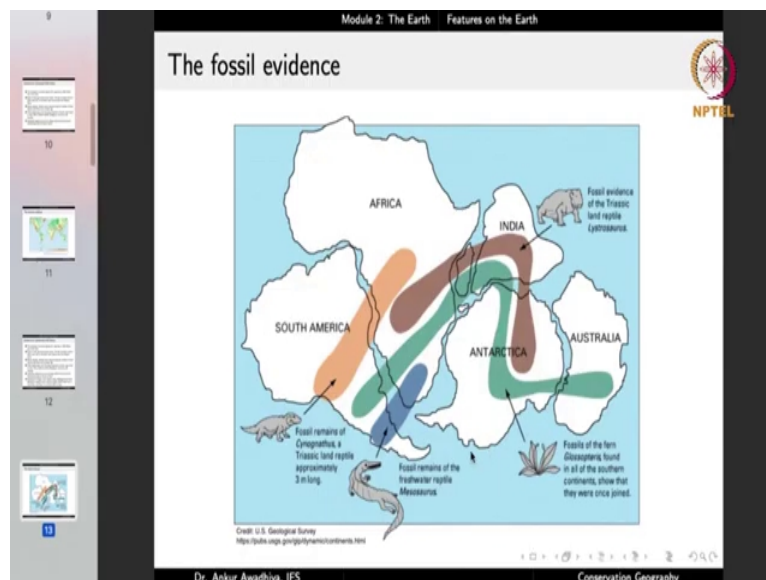 9
Module 2: The Earth Features on the Earth
The fossil evidence
NPTEL
10
11
12
13
AFRICA
INDIA
Fossil evidence
of the Triassic
land reptile
Lystrosaurus.
SOUTH AMERICA
ANTARCTICA
AUSTRALIA
Fossil remains of
Cynognathus, a
Triassic land reptile
approximately
3 m long.
Fossil remains of the
freshwater reptile
Mesosaurus.
Fossils of the fern
Glossopteris, found
in all of the southern
continents, show that
they were once joined.
Credit: U.S. Geological Survey
https://pubs.usgs.gov/gip/dynamic/continents.html
Dr. Ankur Awadhiya, IFS Conservation Geography